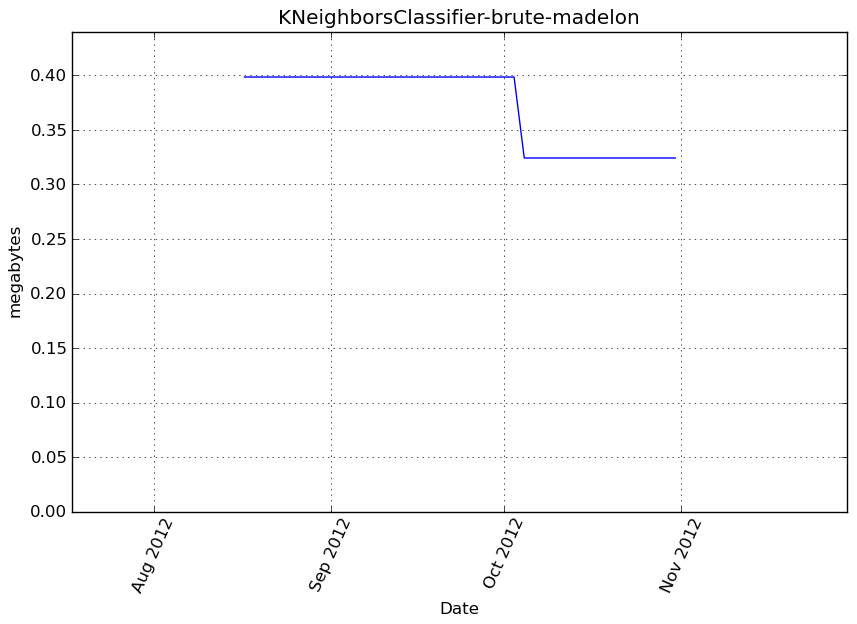 KNeighborsClassifier-brute-madelon
0.40
0.35
0.30
0.25
0.20
0.15
0.10
0.05
0.00
megabytes
Aug 2012
Sep 2012
Oct 2012
Nov 2012
Date